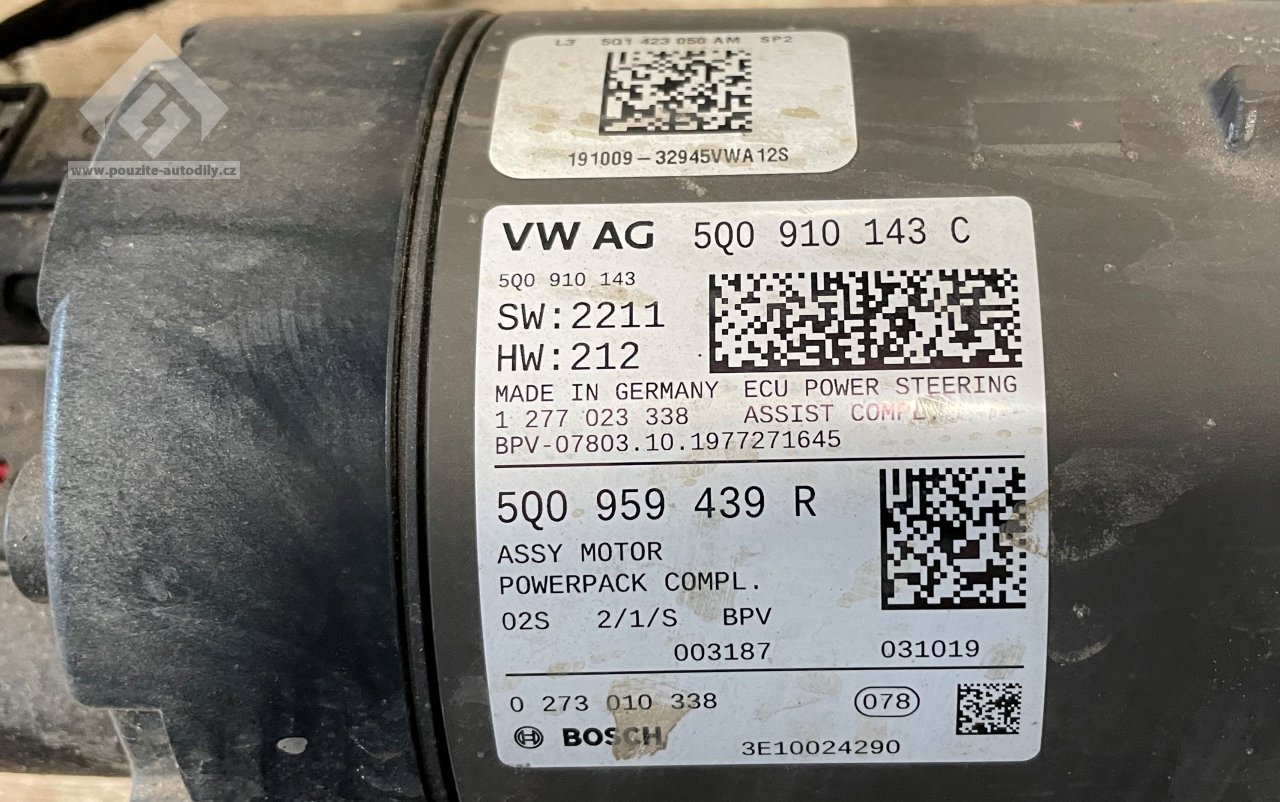 L3 5Q1 423 050 AM SP2
191009-32945VWA12S
www.pouzite-autodily.cz
VW AG 5Q0 910 143 C
5Q0 910 143
SW:2211
HW:212
MADE IN GERMANY ECU POWER STEERING
1 277 023 338 ASSIST COMPL.
BPV-07803.10.1977271645
5Q0 959 439 R
ASSY MOTOR
POWERPACK COMPL.
02S 2/1/S BPV
003187 031019
0 273 010 338 078
BOSCH 3E10024290